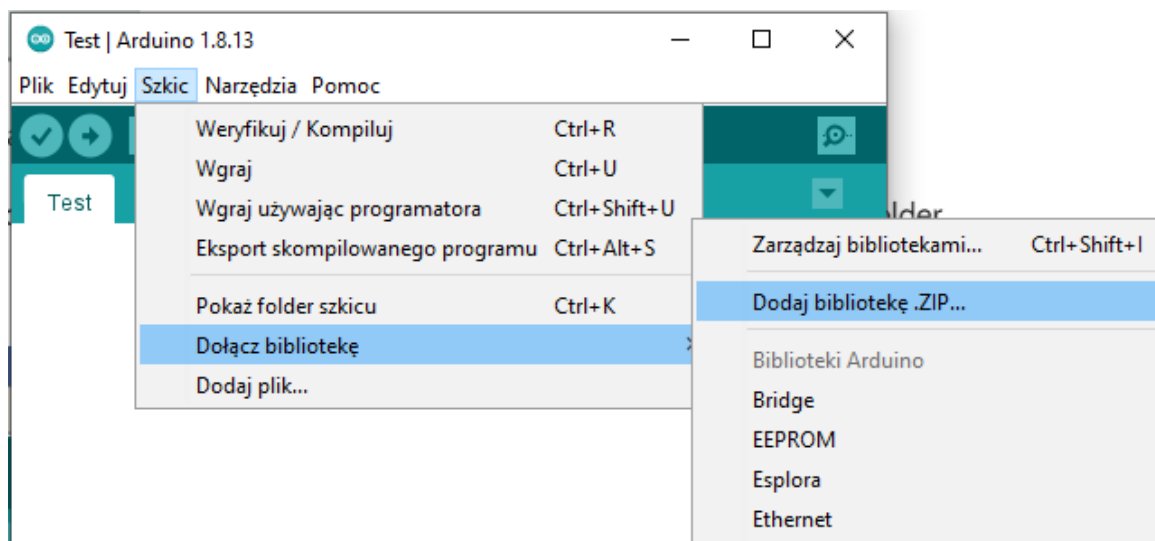 Test | Arduino 1.8.13
Plik Edytuj Szkic Narzędzia Pomoc
Weryfikuj / Kompiluj Ctrl+R
Wgraj Ctrl+U
Test
Wgraj używając programatora Ctrl+Shift+U
Eksport skompilowanego programu Ctrl+Alt+S
Pokaż folder szkicu Ctrl+K
Dołącz bibliotekę
Dodaj plik...
Zarządzaj bibliotekami... Ctrl+Shift+I
Dodaj bibliotekę .ZIP...
Biblioteki Arduino
Bridge
EEPROM
Esplora
Ethernet